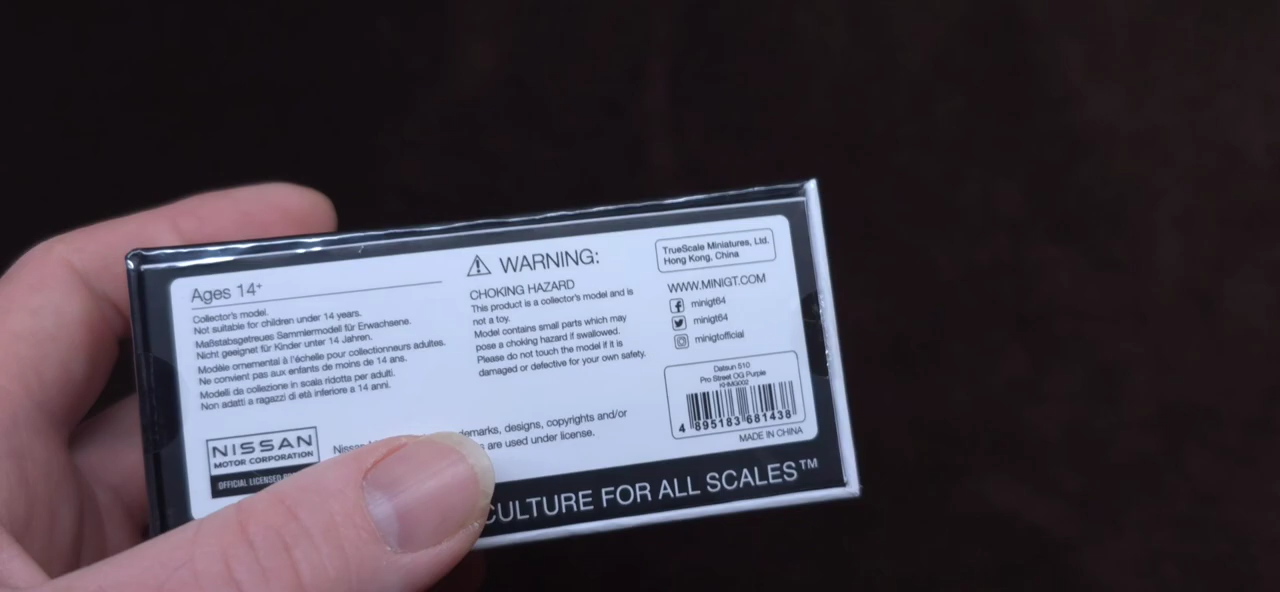 Ages 14+
Collector's model.
Not suitable for children under 14 years.
Maßstabsgetreues Sammlermodell für Erwachsene.
Nicht geeignet für Kinder unter 14 Jahren.
Modèle ornemental à l'échelle pour collectionneurs adultes.
Ne convient pas aux enfants de moins de 14 ans.
Modelli da collezione in scala ridotta per adulti.
Non adatti a ragazzi di età inferiore a 14 anni.
NISSAN
MOTOR CORPORATION
OFFICIAL LICENSED
WARNING:
CHOKING HAZARD
This product is a collector's model and is
not a toy.
Model contains small parts which may
pose a choking hazard if swallowed.
Please do not touch the model if it is
damaged or defective for your own safety.
Nissan
designs, copyrights and/or
are used under license.
TrueScale Miniatures, Ltd.
Hong Kong, China
WWW.MINIGT.COM
minigt64
minigt64
minigtofficial
Datsun 510
Pro Street OG Purple
KHMG002
4 895183 681438
MADE IN CHINA
CULTURE FOR ALL SCALES™